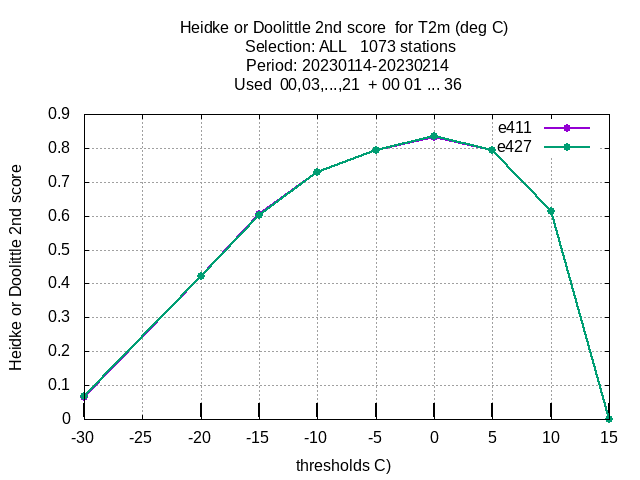 Heidke or Doolittle 2nd score  for T2m (deg C)
Selection: ALL   1073 stations
Period: 20230114-20230214
Used  00,03,...,21  + 00 01 ... 36
Heidke or Doolittle 2nd score
0.9
0.8
0.7
0.6
0.5
0.4
0.3
0.2
0.1
0
e411
e427
-30 -25 -20 -15 -10 -5 0 5 10 15
thresholds C)